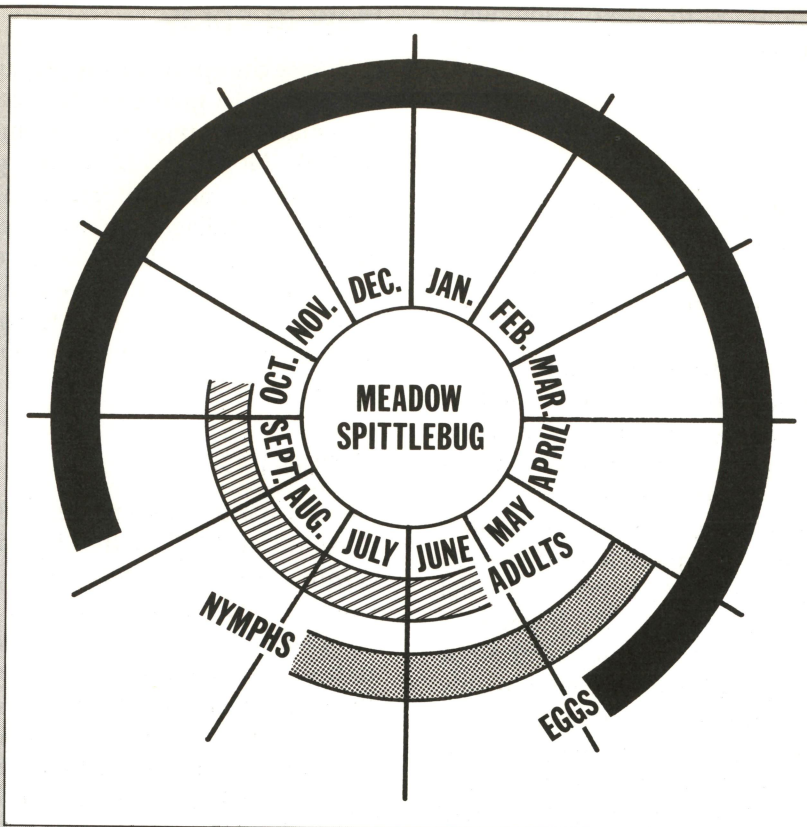 MEADOW
SPITTLEBUG
JAN.
FEB.
MAR.
APRIL
MAY
JUNE
JULY
AUG.
SEPT.
OCT.
NOV.
DEC.
ADULTS
NYMPHS
EGGS